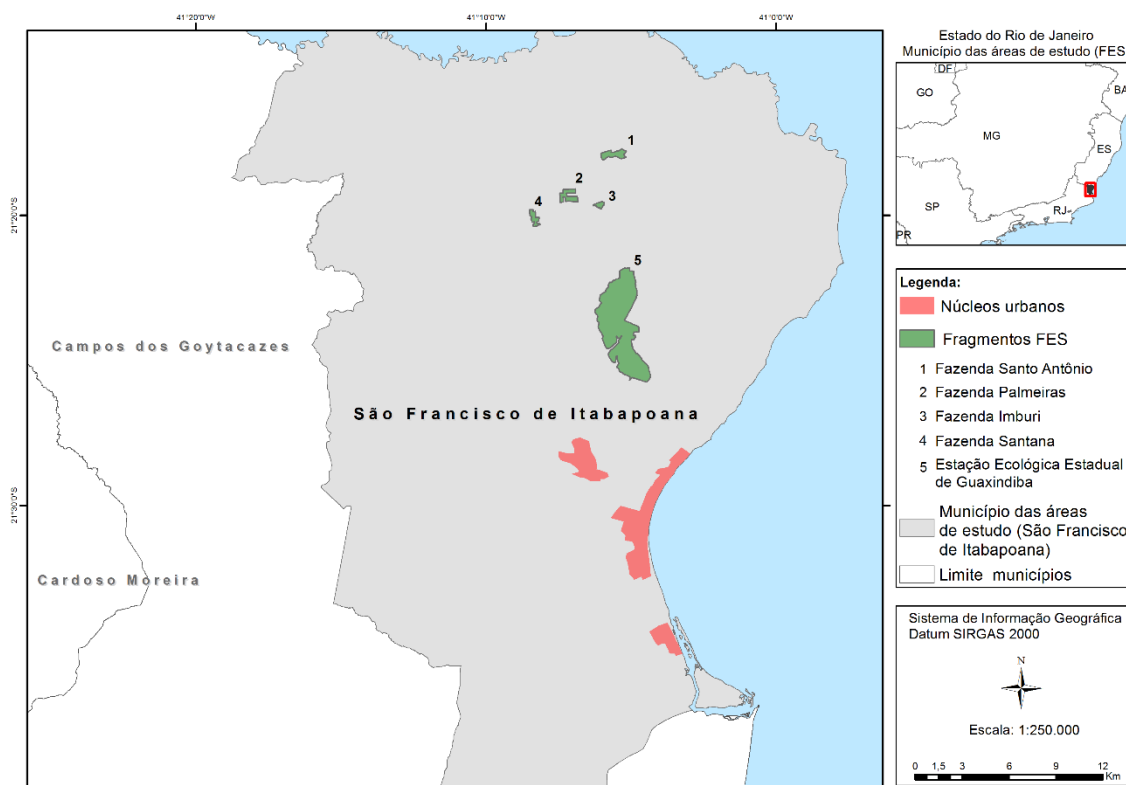 41°20'0"W
41°10'0"W
41°0'0"W
21°20'0"S
21°30'0"S
1
2
3
4
5
Campos dos Goytacazes
São Francisco de Itabapoana
Cardoso Moreira
Estado do Rio de Janeiro
Município das áreas de estudo (FES)
DF
GO
BA
MG
ES
SP
RJ
PR
Legenda:
Núcleos urbanos
Fragmentos FES
1 Fazenda Santo Antônio
2 Fazenda Palmeiras
3 Fazenda Imburi
4 Fazenda Santana
5 Estação Ecológica Estadual
de Guaxindiba
Município das áreas
de estudo (São Francisco
de Itabapoana)
Limite municípios
Sistema de Informação Geográfica
Datum SIRGAS 2000
N
Escala: 1:250.000
0 1,5 3 6 9 12
Km